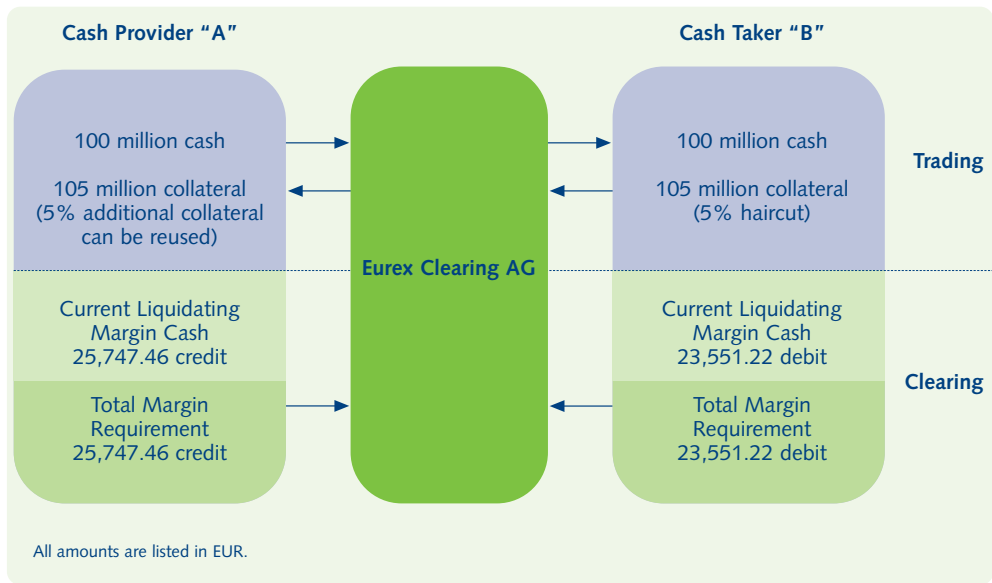 Cash Provider “A”
Cash Taker “B”
100 million cash
105 million collateral
(5% additional collateral
can be reused)
100 million cash
105 million collateral
(5% haircut)
Trading
Eurex Clearing AG
Current Liquidating
Margin Cash
25,747.46 credit
Current Liquidating
Margin Cash
23,551.22 debit
Clearing
Total Margin
Requirement
25,747.46 credit
Total Margin
Requirement
23,551.22 debit
All amounts are listed in EUR.